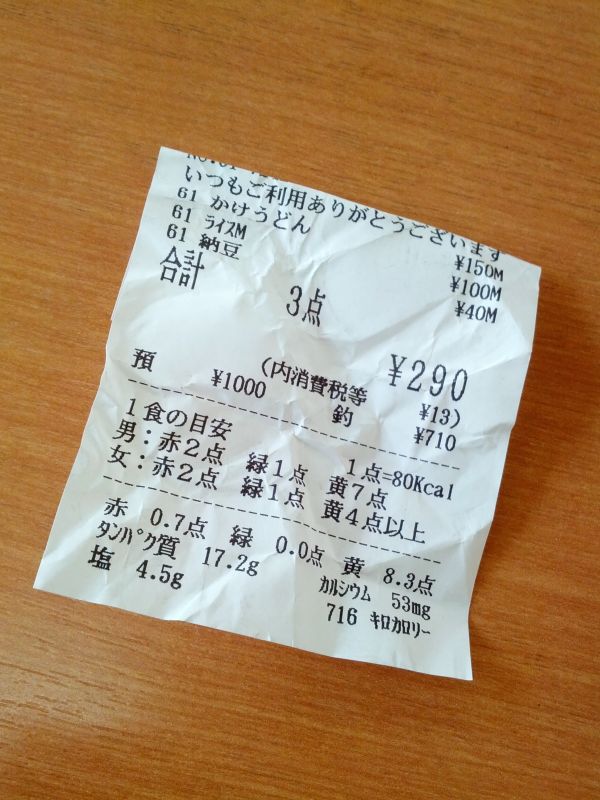 いつもご利用ありがとうございます
61 かけうどん ¥150M
61 ﾗｲｽM ¥100M
61 納豆 ¥40M
合計 3点 ¥290
(内消費税等 ¥13)
預 ¥1000 釣 ¥710
1食の目安 1点=80Kcal
男:赤2点 緑1点 黄7点
女:赤2点 緑1点 黄4点以上
赤 0.7点 緑 0.0点 黄 8.3点
ﾀﾝﾊﾟｸ質 17.2g ｶﾙｼｳﾑ 53mg
塩 4.5g 716 ｷﾛｶﾛﾘｰ